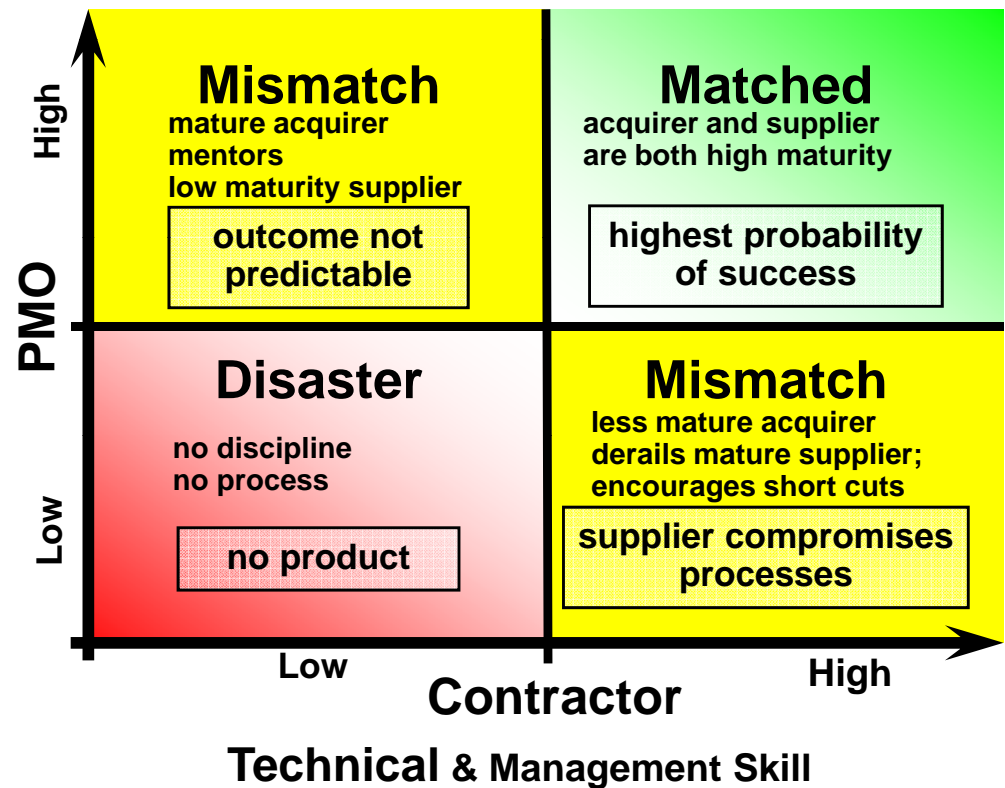 High
PMO
Low
Mismatch
mature acquirer
mentors
low maturity supplier
outcome not
predictable
Matched
acquirer and supplier
are both high maturity
highest probability
of success
Disaster
no discipline
no process
no product
Mismatch
less mature acquirer
derails mature supplier;
encourages short cuts
supplier compromises
processes
Low
High
Contractor
Technical & Management Skill